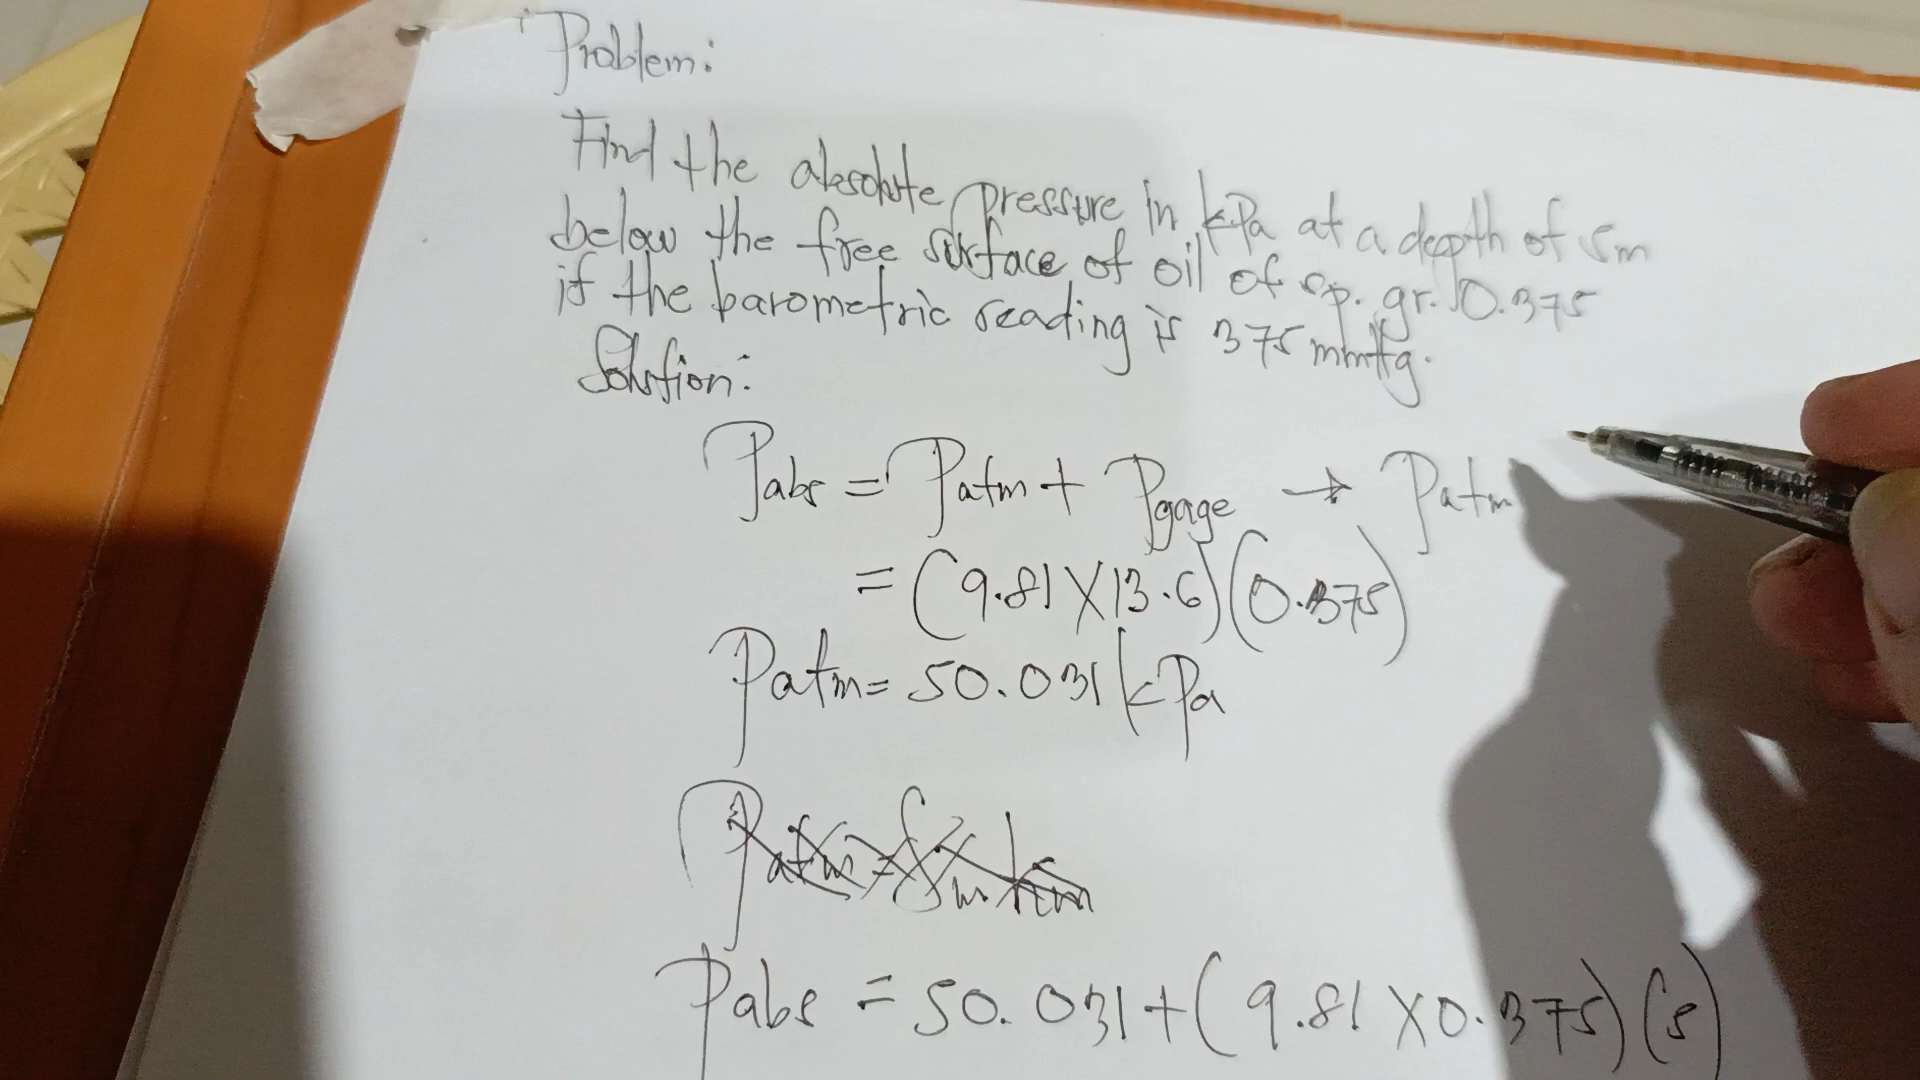 Problem:
Find the absolute pressure in kPa at a depth of 5m
below the free surface of oil of sp. gr. 0.375
if the barometric reading is 375 mmHg.
Solution:
Pabs = Patm + Pgage → Patm
= (9.81 X 13.6)(0.375)
Patm = 50.031 kPa
Pabs = 50.031 + (9.81 X 0.375)(5)